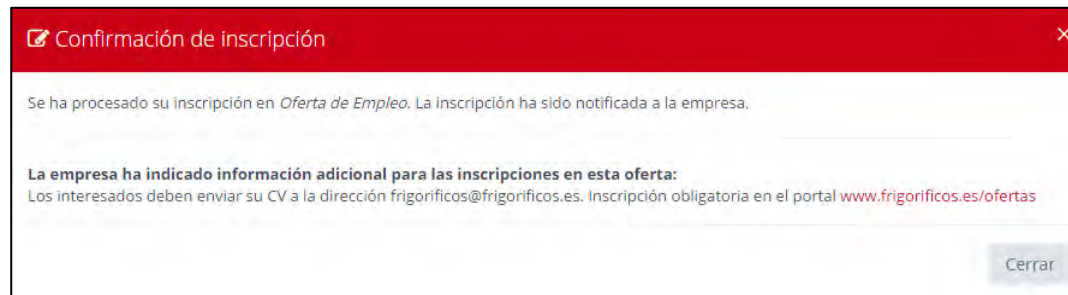 Confirmación de inscripción
Se ha procesado su inscripción en Oferta de Empleo. La inscripción ha sido notificada a la empresa.
La empresa ha indicado información adicional para las inscripciones en esta oferta:
Los interesados deben enviar su CV a la dirección frigorificos@frigorificos.es. Inscripción obligatoria en el portal www.frigorificos.es/ofertas
Cerrar